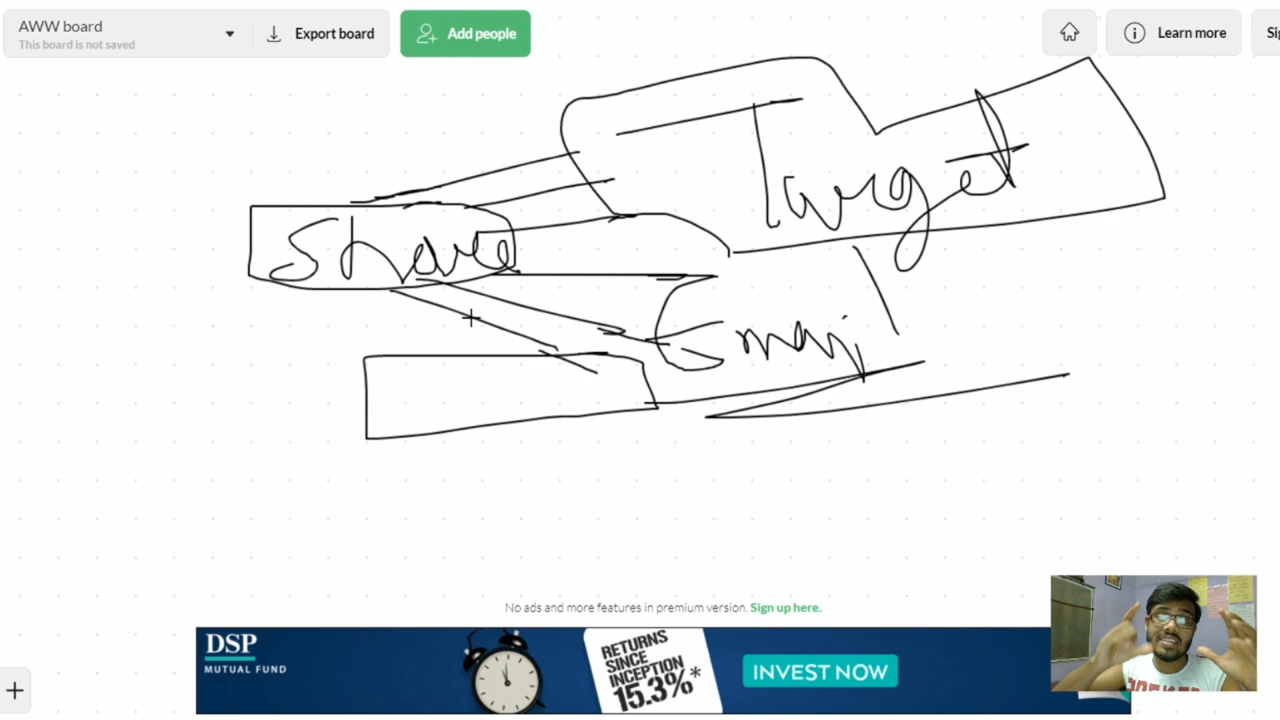 AWW board
This board is not saved
Export board
Add people
Learn more
Si
Target
Share
Email
No ads and more features in premium version. Sign up here.
DSP
MUTUAL FUND
RETURNS
SINCE
INCEPTION
15.3%*
INVEST NOW